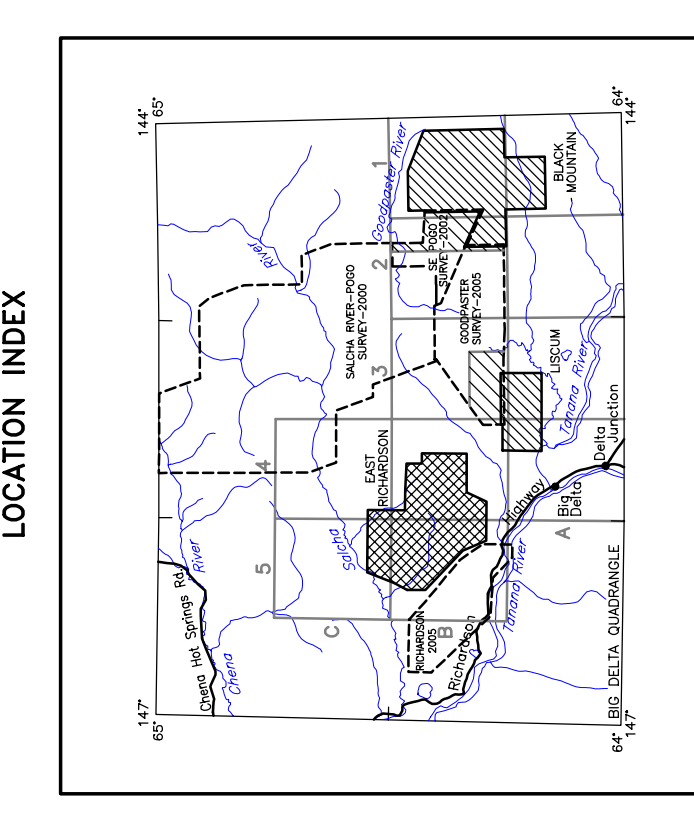 LOCATION INDEX
147°
65°
144°
65°
Chena Hot Springs Rd.
River
Chena
River
5
4
3
2
1
C
B
A
SALCHA RIVER-POGO
SURVEY-2000
Goodpaster River
Salcha
EAST
RICHARDSON
SE POGO
SURVEY-2002
GOODPASTER
SURVEY-2005
RICHARDSON
2005
Richardson
Highway
Tanana River
LISCUM
Tanana River
BLACK
MOUNTAIN
Big
Delta
Delta
Junction
BIG DELTA QUADRANGLE
64°
147°
64°
144°